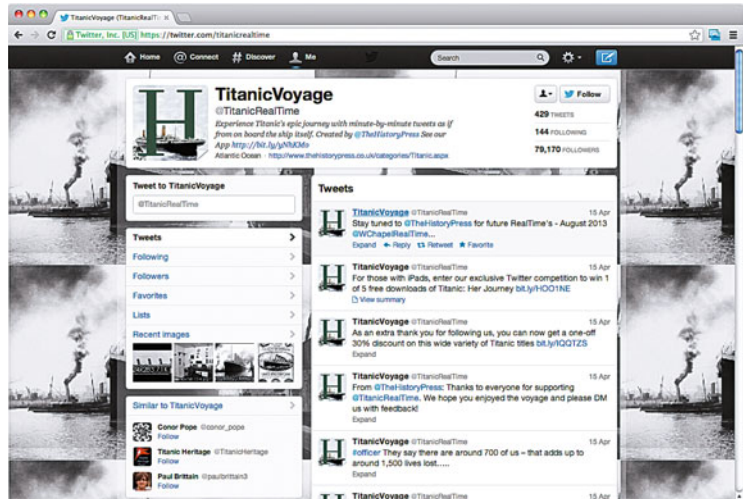 TitanicVoyage (TitanicRealTi
Twitter, Inc. [US] https://twitter.com/titanicrealtime
Home @ Connect # Discover Me
Search
H
TitanicVoyage
@TitanicRealTime
Experience Titanic's epic journey with minute-by-minute tweets as if
from on board the ship itself. Created by @TheHistoryPress See our
App http://bit.ly/yNhKMo
Atlantic Ocean · http://www.thehistorypress.co.uk/categories/Titanic.aspx
Follow
429 TWEETS
144 FOLLOWING
79,170 FOLLOWERS
Tweet to TitanicVoyage
@TitanicRealTime
Tweets
Following
Followers
Favorites
Lists
Recent images
Similar to TitanicVoyage
Conor Pope @conor_pope
Follow
Titanic Heritage @TitanicHeritage
Follow
Paul Brittain @paulbrittain3
Follow
Tweets
TitanicVoyage @TitanicRealTime 15 Apr
Stay tuned to @TheHistoryPress for future RealTime's - August 2013
@WChapelRealTime...
Expand Reply Retweet Favorite
TitanicVoyage @TitanicRealTime 15 Apr
For those with iPads, enter our exclusive Twitter competition to win 1
of 5 free downloads of Titanic: Her Journey bit.ly/HOO1NE
View summary
TitanicVoyage @TitanicRealTime 15 Apr
As an extra thank you for following us, you can now get a one-off
30% discount on this wide variety of Titanic titles bit.ly/IQQTZS
Expand
TitanicVoyage @TitanicRealTime 15 Apr
From @TheHistoryPress: Thanks to everyone for supporting
@TitanicRealTime. We hope you enjoyed the voyage and please DM
us with feedback!
Expand
TitanicVoyage @TitanicRealTime 15 Apr
#officer They say there are around 700 of us – that adds up to
around 1,500 lives lost.....
Expand
TitanicVoyage @TitanicRealTime 15 Apr